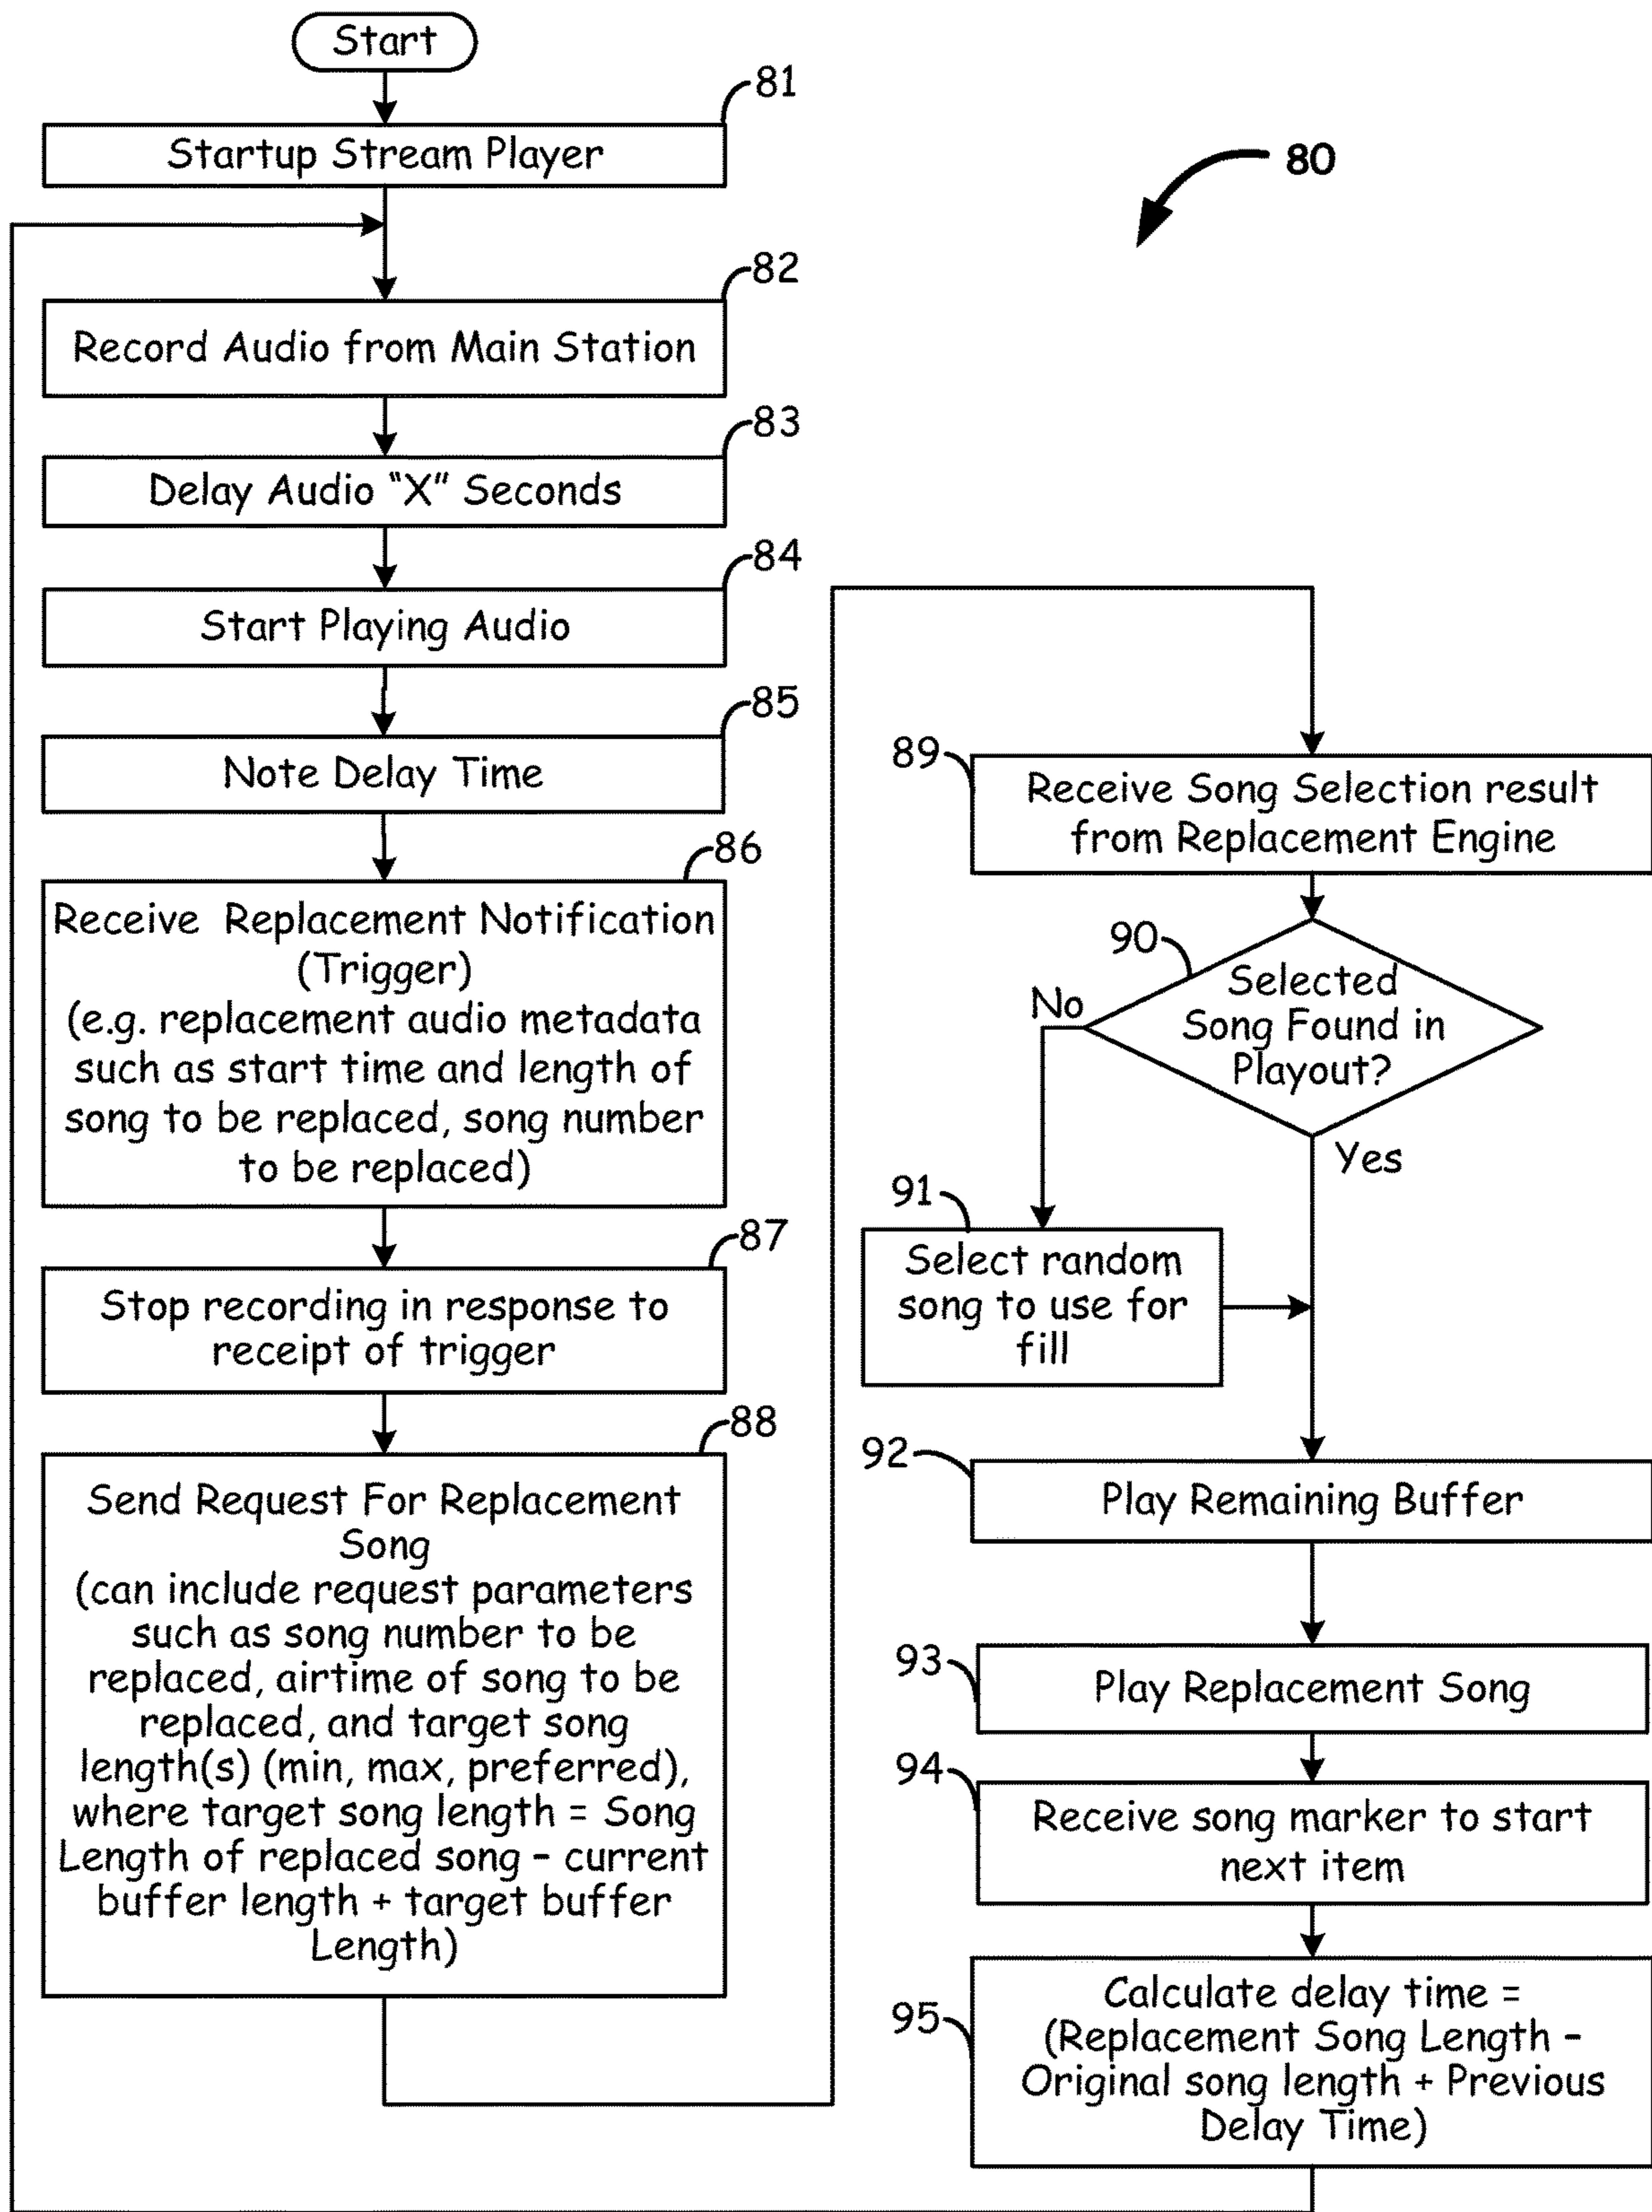 Start
81
Startup Stream Player
80
82
Record Audio from Main Station
83
Delay Audio “X” Seconds
84
Start Playing Audio
85
Note Delay Time
86
Receive Replacement Notification
(Trigger)
(e.g. replacement audio metadata
such as start time and length of
song to be replaced, song number
to be replaced)
87
Stop recording in response to
receipt of trigger
88
Send Request For Replacement
Song
(can include request parameters
such as song number to be
replaced, airtime of song to be
replaced, and target song
length(s) (min, max, preferred),
where target song length = Song
Length of replaced song – current
buffer length + target buffer
Length)
89
Receive Song Selection result
from Replacement Engine
90
Selected
Song Found in
Playout?
No
Yes
91
Select random
song to use for
fill
92
Play Remaining Buffer
93
Play Replacement Song
94
Receive song marker to start
next item
95
Calculate delay time =
(Replacement Song Length –
Original song length + Previous
Delay Time)